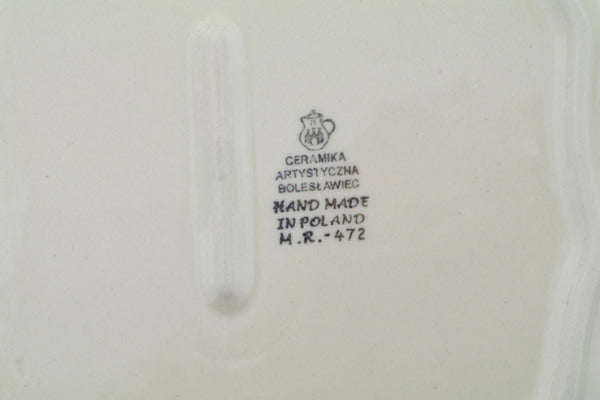 CERAMIKA
ARTYSTYCZNA
BOLESŁAWIEC
HAND MADE
IN POLAND
M.R.-472